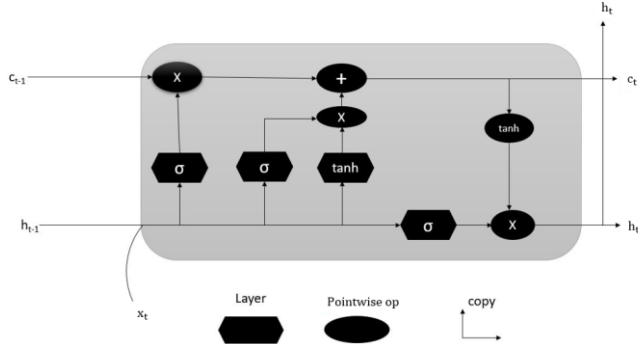 h_t
c_{t-1}
X
+
c_t
X
tanh
σ
σ
tanh
h_{t-1}
σ
X
h_t
x_t
Layer
Pointwise op
copy